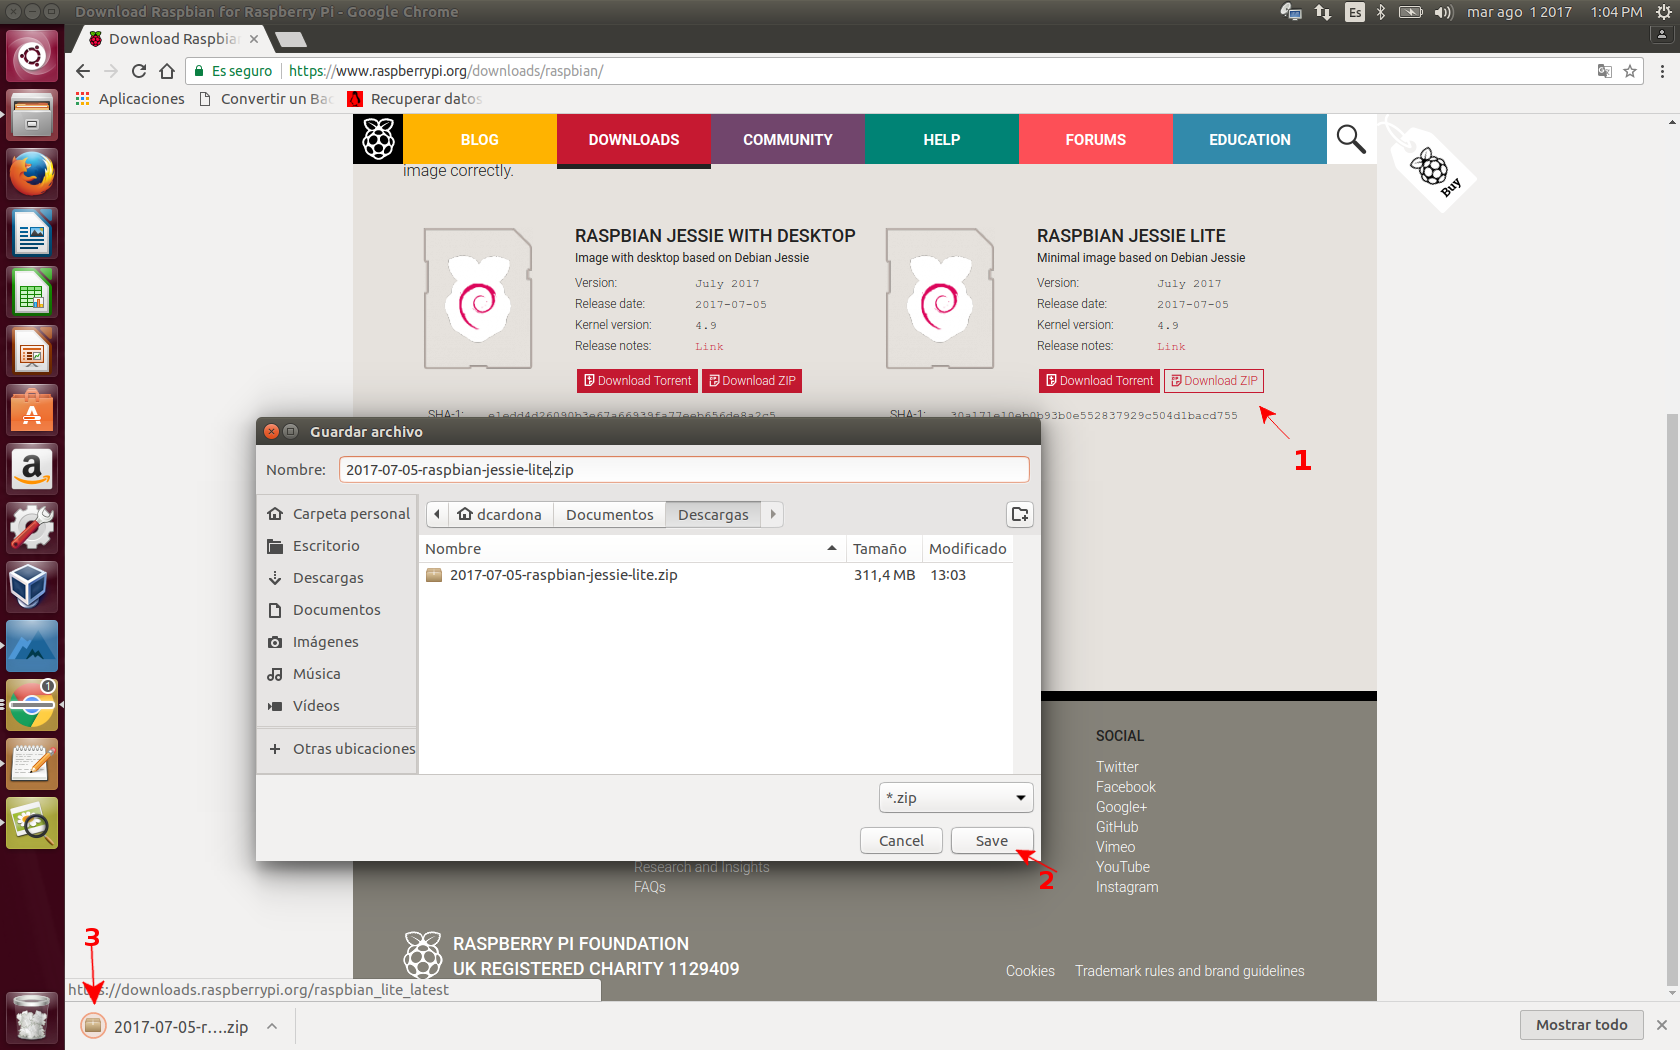 Download Raspbian for Raspberry Pi - Google Chrome
Es
mar ago 1 2017
1:04 PM
Download Raspbia
Es seguro
https://www.raspberrypi.org/downloads/raspbian/
Aplicaciones
Convertir un Bac
Recuperar datos
BLOG
DOWNLOADS
COMMUNITY
HELP
FORUMS
EDUCATION
Buy
image correctly.
RASPBIAN JESSIE WITH DESKTOP
Image with desktop based on Debian Jessie
Version: July 2017
Release date: 2017-07-05
Kernel version: 4.9
Release notes: Link
Download Torrent
Download ZIP
RASPBIAN JESSIE LITE
Minimal image based on Debian Jessie
Version: July 2017
Release date: 2017-07-05
Kernel version: 4.9
Release notes: Link
Download Torrent
Download ZIP
SHA-1:
SHA-1:
1
Guardar archivo
Nombre: 2017-07-05-raspbian-jessie-lite.zip
Carpeta personal
Escritorio
Descargas
Documentos
Imágenes
Música
Vídeos
Otras ubicaciones
dcardona
Documentos
Descargas
Nombre Tamaño Modificado
2017-07-05-raspbian-jessie-lite.zip 311,4 MB 13:03
*.zip
Cancel
Save
2
Research and Insights
FAQs
SOCIAL
Twitter
Facebook
Google+
GitHub
Vimeo
YouTube
Instagram
RASPBERRY PI FOUNDATION
UK REGISTERED CHARITY 1129409
Cookies
Trademark rules and brand guidelines
3
https://downloads.raspberrypi.org/raspbian_lite_latest
2017-07-05-r....zip
Mostrar todo
1